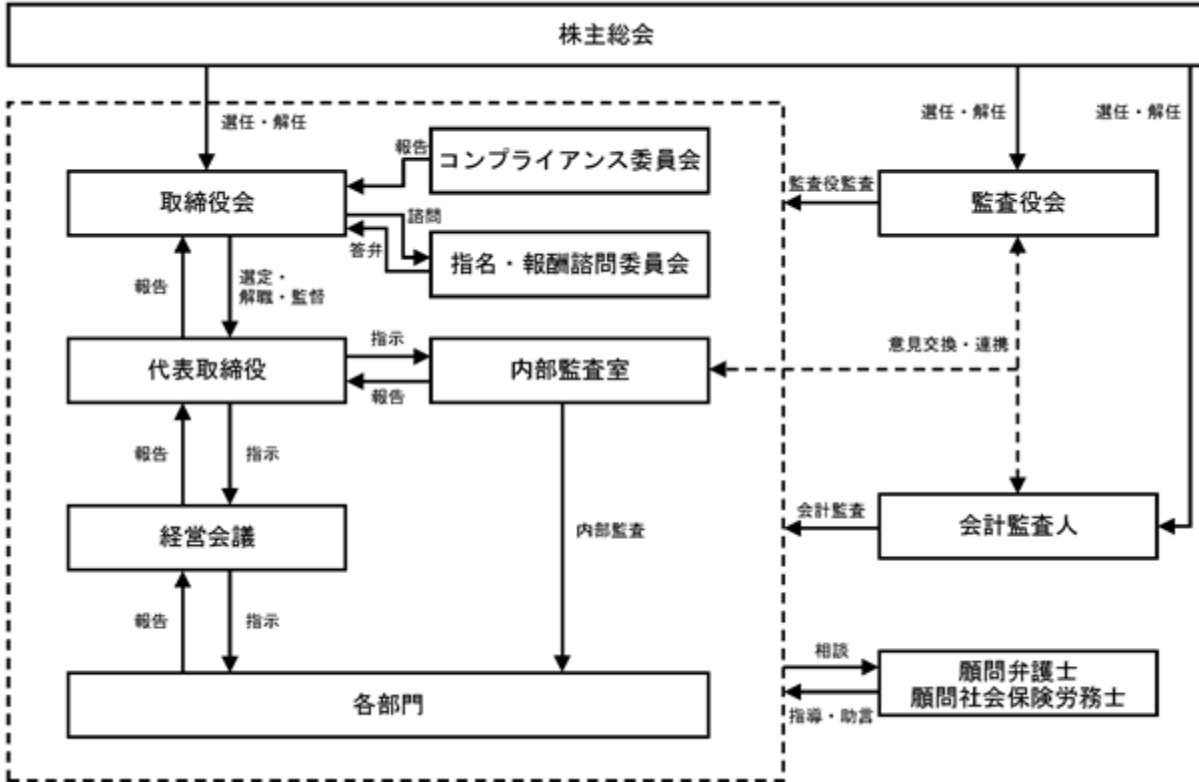 株主総会
選任・解任
選任・解任
選任・解任
報告
コンプライアンス委員会
取締役会
監査役監査
監査役会
諮問
答弁
指名・報酬諮問委員会
報告
選定・
解職・監督
代表取締役
指示
報告
内部監査室
意見交換・連携
報告
指示
経営会議
内部監査
会計監査
会計監査人
報告
指示
各部門
相談
指導・助言
顧問弁護士
顧問社会保険労務士